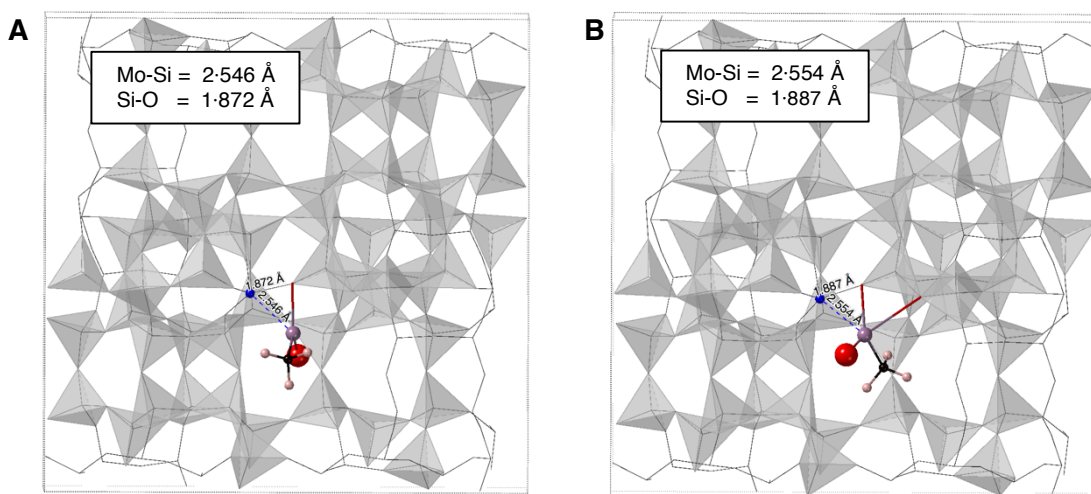 A
Mo-Si = 2·546 Å
Si-O = 1·872 Å
1.872 Å
2.546 Å
B
Mo-Si = 2·554 Å
Si-O = 1·887 Å
1.887 Å
2.554 Å